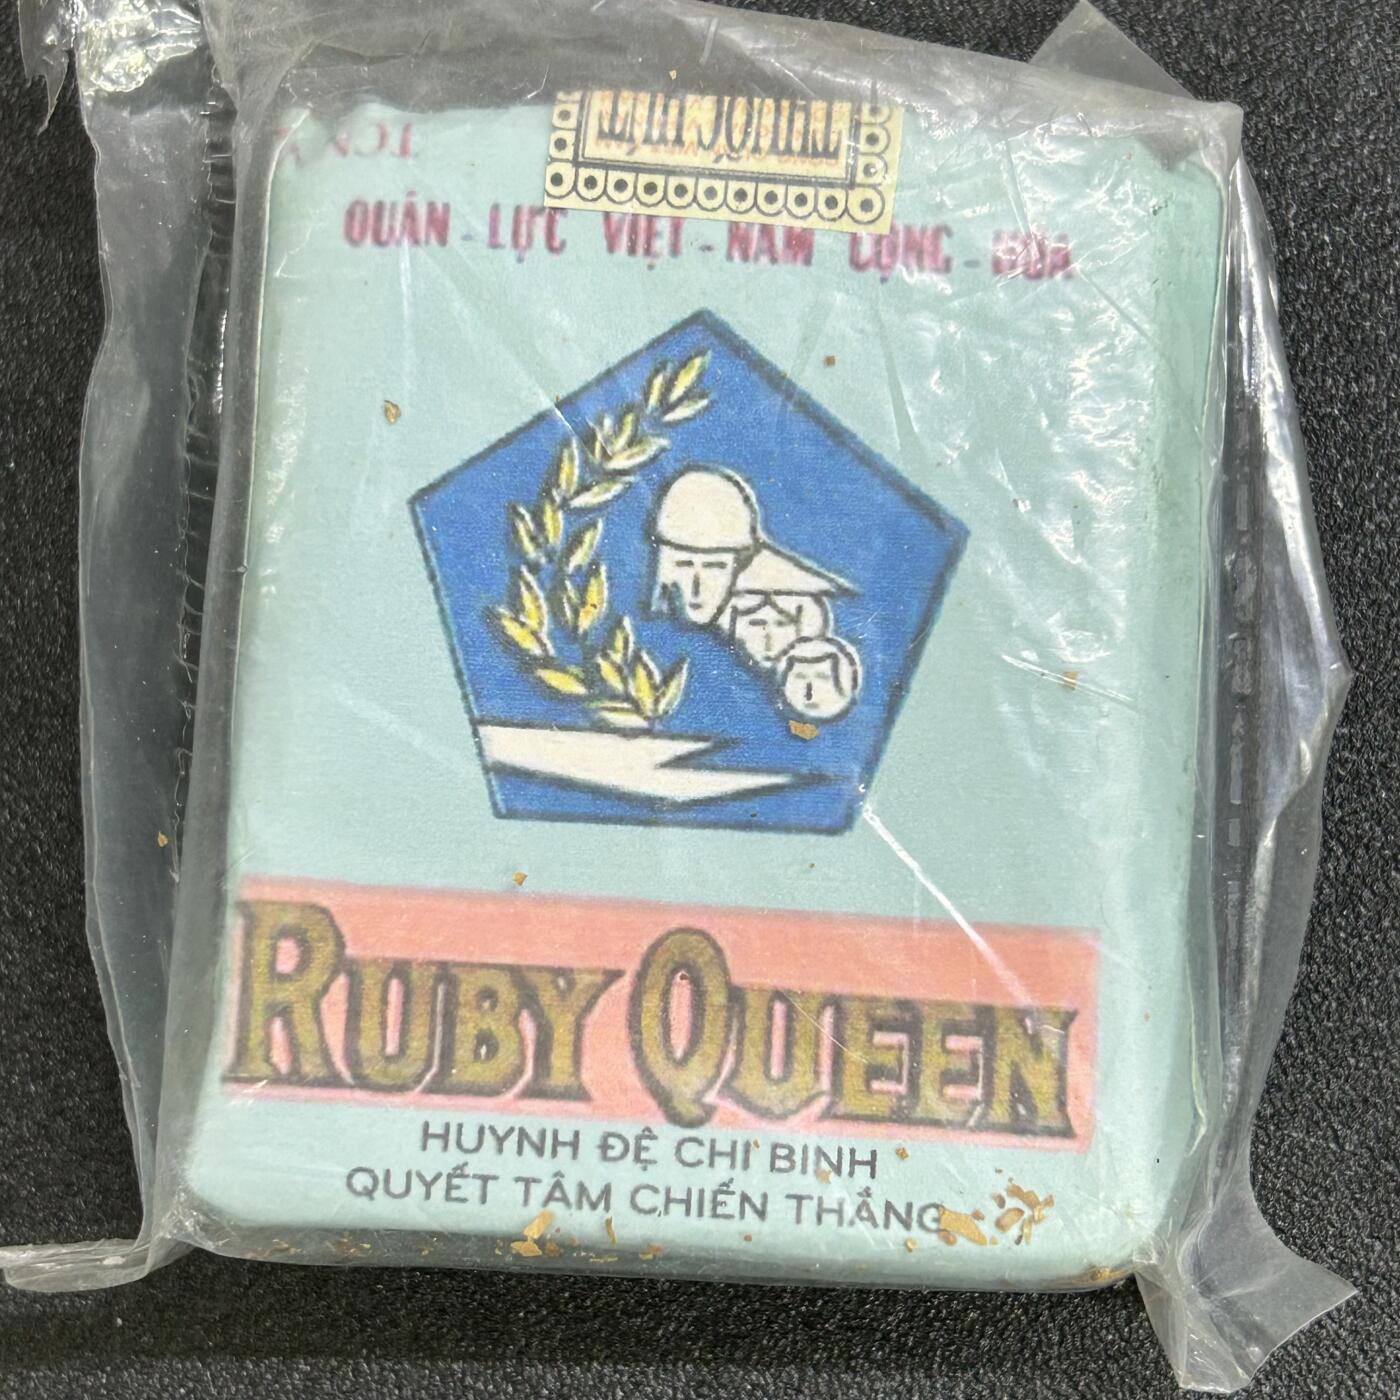 QUÂN - LỰC VIỆT - NAM CỘNG - HÒA
RUBY QUEEN
HUYNH ĐỆ CHI BINH
QUYẾT TÂM CHIẾN THẮNG